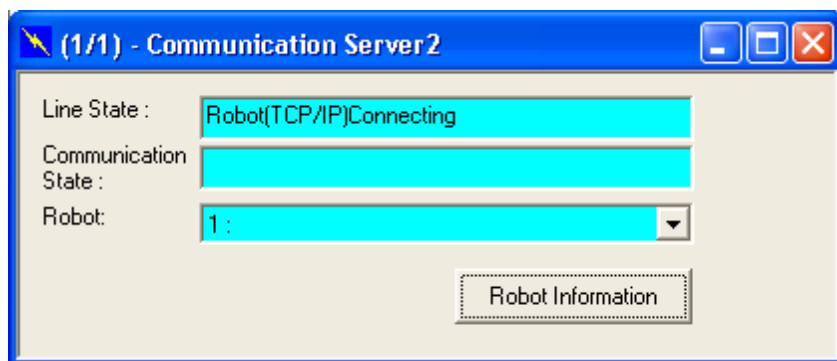 (1/1) - Communication Server2
Line State :
Robot(TCP/IP)Connecting
Communication
State :
Robot:
1 :
Robot Information